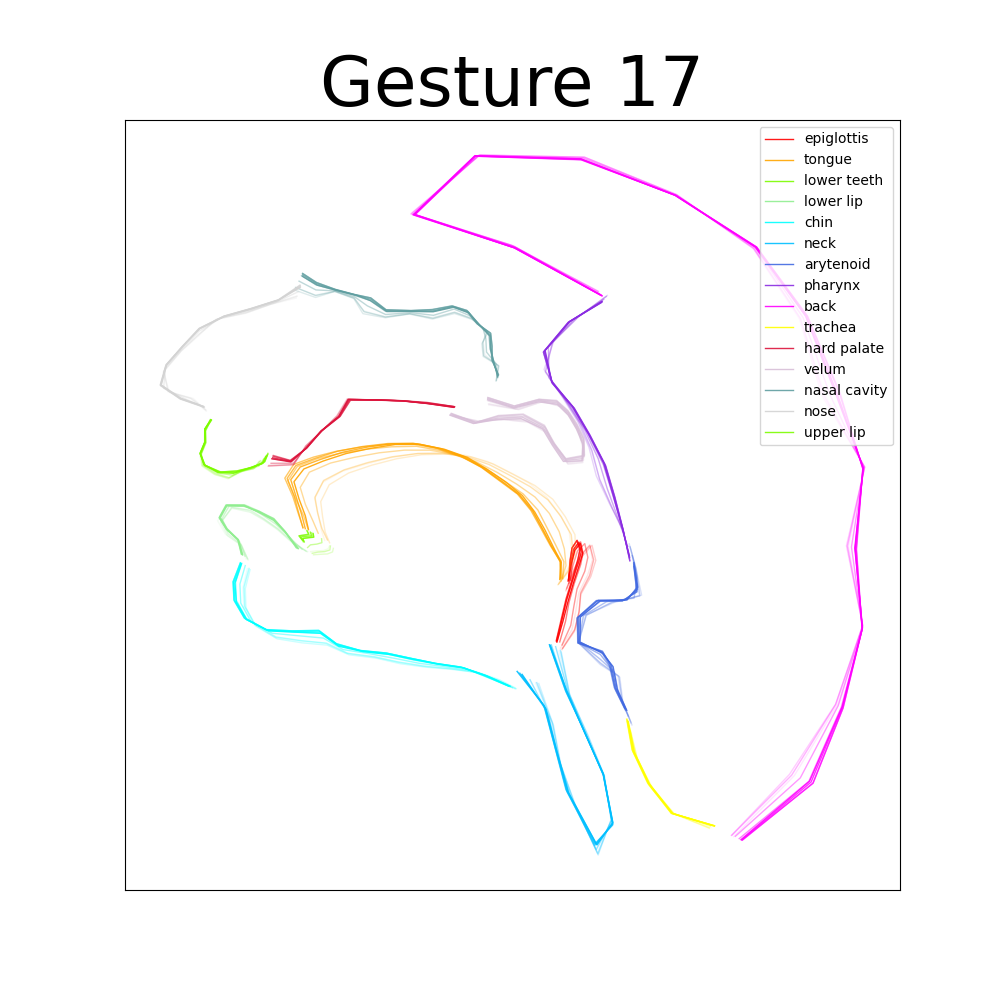 Gesture 17
epiglottis
tongue
lower teeth
lower lip
chin
neck
arytenoid
pharynx
back
trachea
hard palate
velum
nasal cavity
nose
upper lip